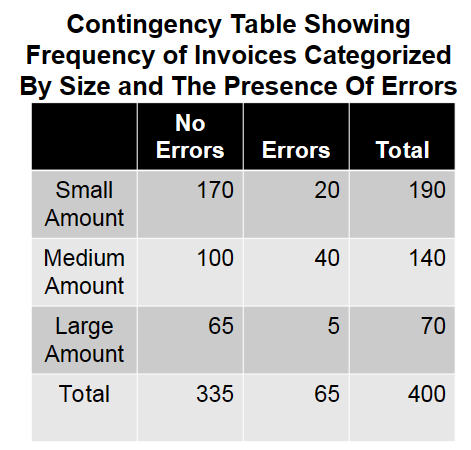 Contingency Table Showing
Frequency of Invoices Categorized
By Size and The Presence Of Errors
No
Errors Errors Total
Small
Amount 170 20 190
Medium
Amount 100 40 140
Large
Amount 65 5 70
Total 335 65 400